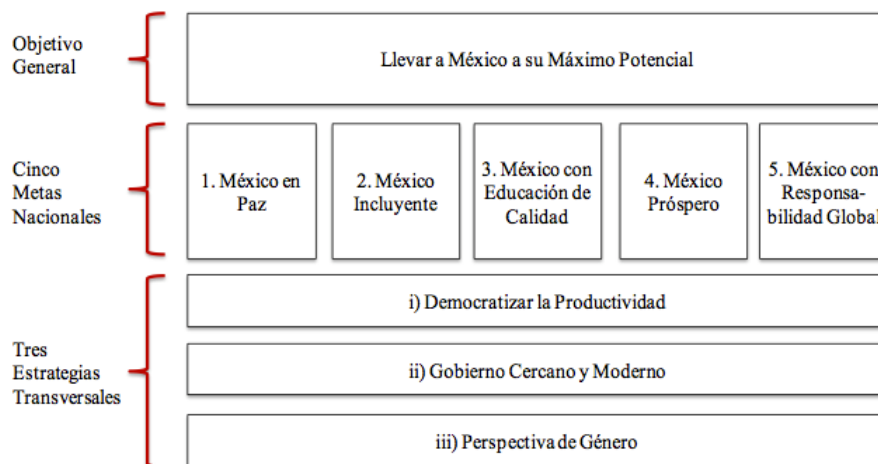 Objetivo
General
Llevar a México a su Máximo Potencial
Cinco
Metas
Nacionales
1. México en
Paz
2. México
Incluyente
3. México con
Educación de
Calidad
4. México
Próspero
5. México con
Responsa-
bilidad Global
Tres
Estrategias
Transversales
i) Democratizar la Productividad
ii) Gobierno Cercano y Moderno
iii) Perspectiva de Género